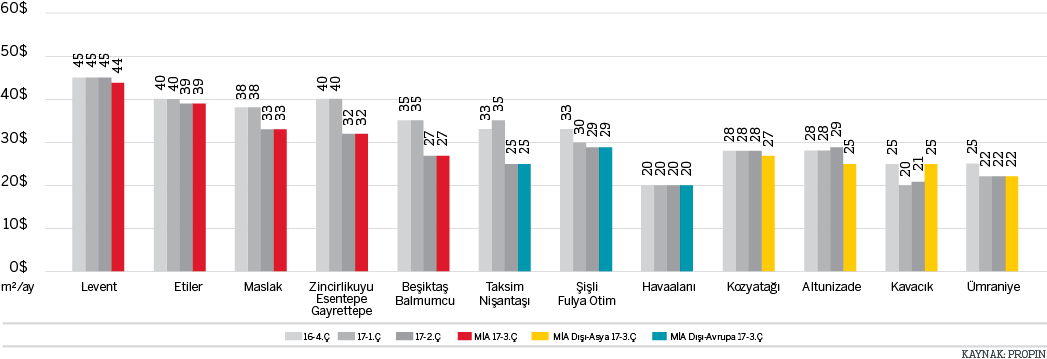 60$
50$
40$
30$
20$
10$
0$
m²/ay
45 45 45 44
40 40 39 39
38 38 33 33
40 40 32 32
35 35 27 27
33 35 25 25
33 30 29 29
20 20 20 20
28 28 28 27
28 28 29 25
25 20 21 25
25 22 22 22
Levent
Etiler
Maslak
Zincirlikuyu
Esentepe
Gayrettepe
Beşiktaş
Balmumcu
Taksim
Nişantaşı
Şişli
Fulya Otim
Havaalanı
Kozyatağı
Altunizade
Kavacık
Ümraniye
16-4.Ç 17-1.Ç 17-2.Ç MİA 17-3.Ç MİA Dışı-Asya 17-3.Ç MİA Dışı-Avrupa 17-3.Ç
KAYNAK: PROPIN